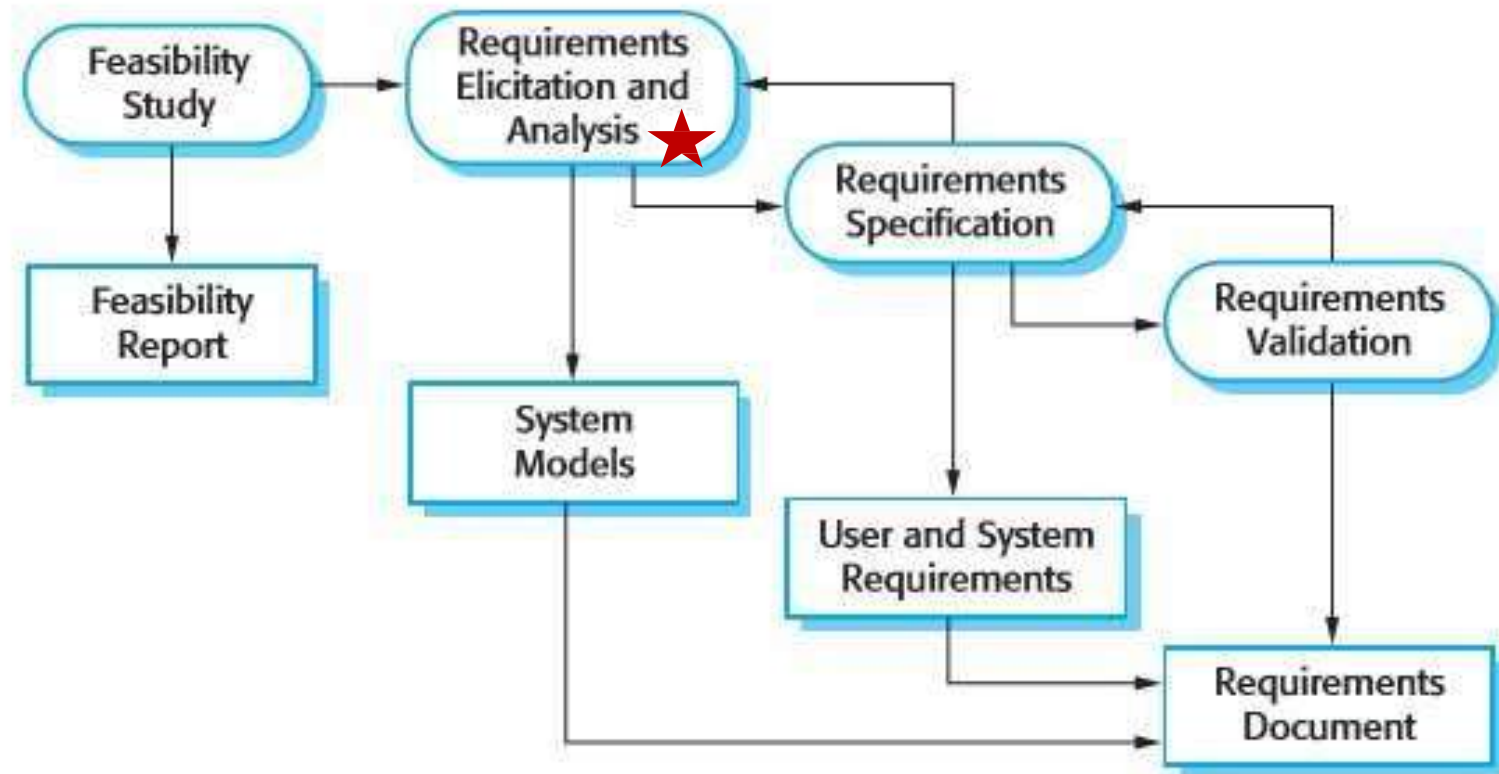 Feasibility
Study
Requirements
Elicitation and
Analysis
Requirements
Specification
Requirements
Validation
Feasibility
Report
System
Models
User and System
Requirements
Requirements
Document